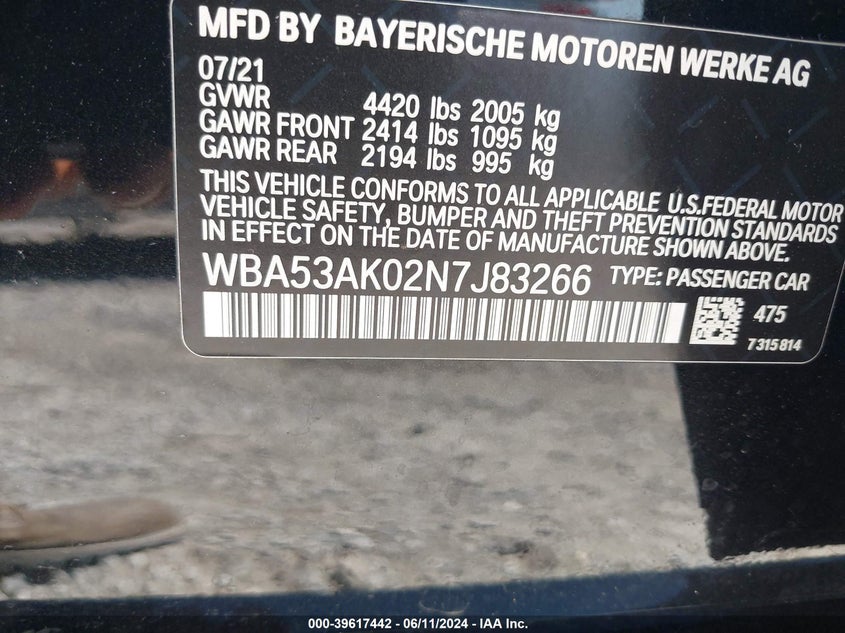 MFD BY BAYERISCHE MOTOREN WERKE AG
07/21
GVWR 4420 lbs 2005 kg
GAWR FRONT 2414 lbs 1095 kg
GAWR REAR 2194 lbs 995 kg
THIS VEHICLE CONFORMS TO ALL APPLICABLE U.S.FEDERAL MOTOR
VEHICLE SAFETY, BUMPER AND THEFT PREVENTION STANDARDS
IN EFFECT ON THE DATE OF MANUFACTURE SHOWN ABOVE.
WBA53AK02N7J83266 TYPE: PASSENGER CAR
475
7315814
000-39617442 - 06/11/2024 - IAA Inc.